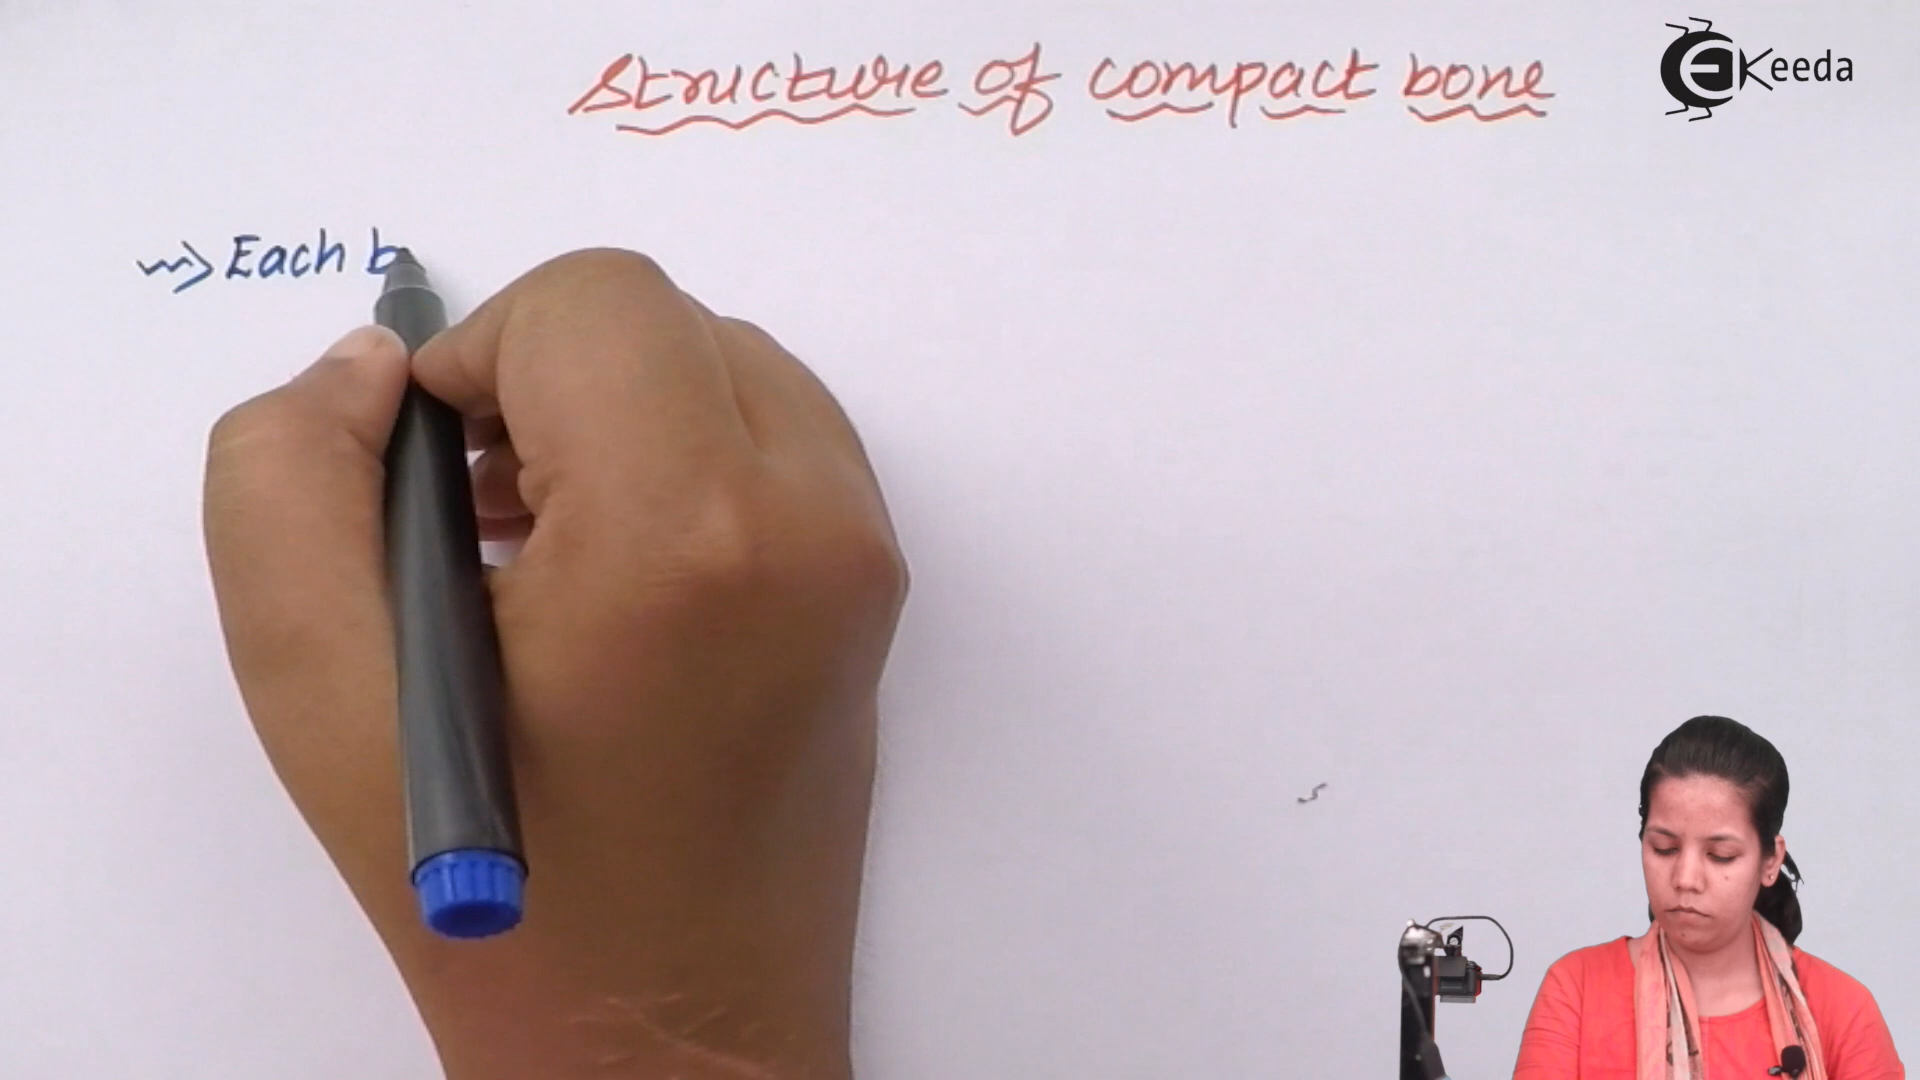 Structure of compact bone
EKeeda
Each b